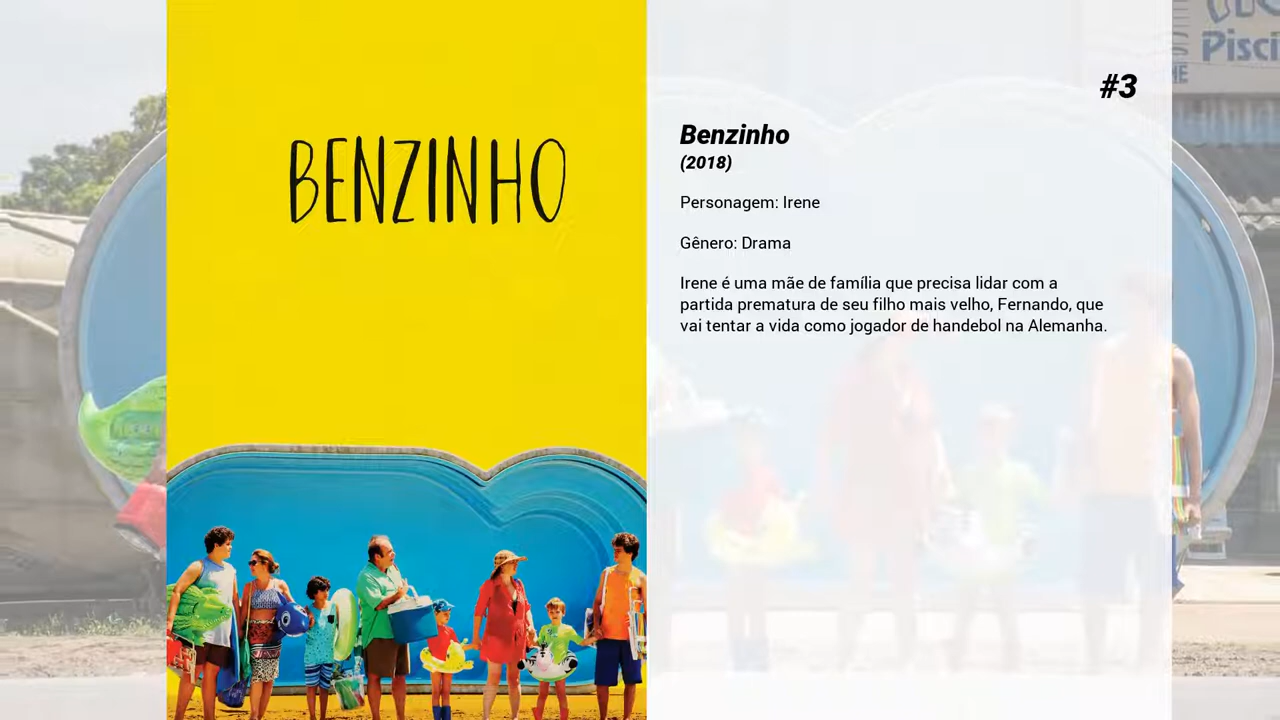 BENZINHO
#3
Benzinho
(2018)
Personagem: Irene
Gênero: Drama
Irene é uma mãe de família que precisa lidar com a
partida prematura de seu filho mais velho, Fernando, que
vai tentar a vida como jogador de handebol na Alemanha.